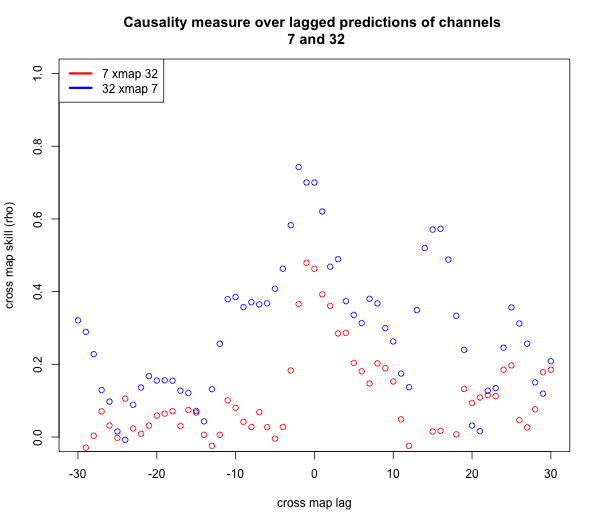 Causality measure over lagged predictions of channels
7 and 32
7 xmap 32
32 xmap 7
cross map skill (rho)
1.0
0.8
0.6
0.4
0.2
0.0
-30
-20
-10
0
10
20
30
cross map lag